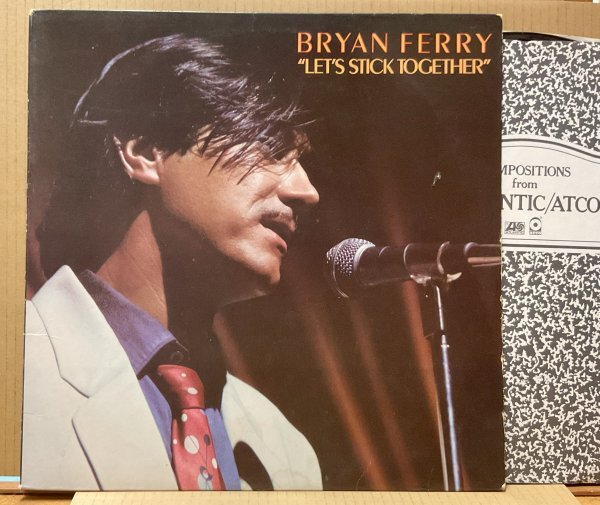 BRYAN FERRY
"LET'S STICK TOGETHER"
MPOSITIONS
from
NTIC/ATCO